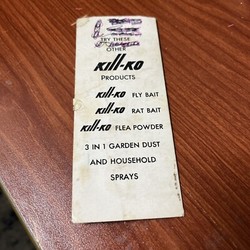 TRY THESE
OTHER
Kill-Ko
PRODUCTS
Kill-Ko FLY BAIT
Kill-Ko RAT BAIT
Kill-Ko FLEA POWDER
3 IN 1 GARDEN DUST
AND HOUSEHOLD
SPRAYS